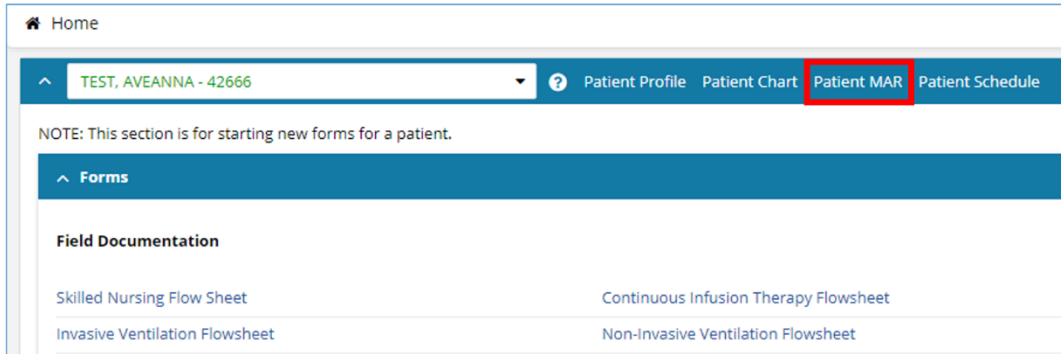 Home
TEST, AVEANNA - 42666 ? Patient Profile Patient Chart Patient MAR Patient Schedule
NOTE: This section is for starting new forms for a patient.
Forms
Field Documentation
Skilled Nursing Flow Sheet Continuous Infusion Therapy Flowsheet
Invasive Ventilation Flowsheet Non-Invasive Ventilation Flowsheet